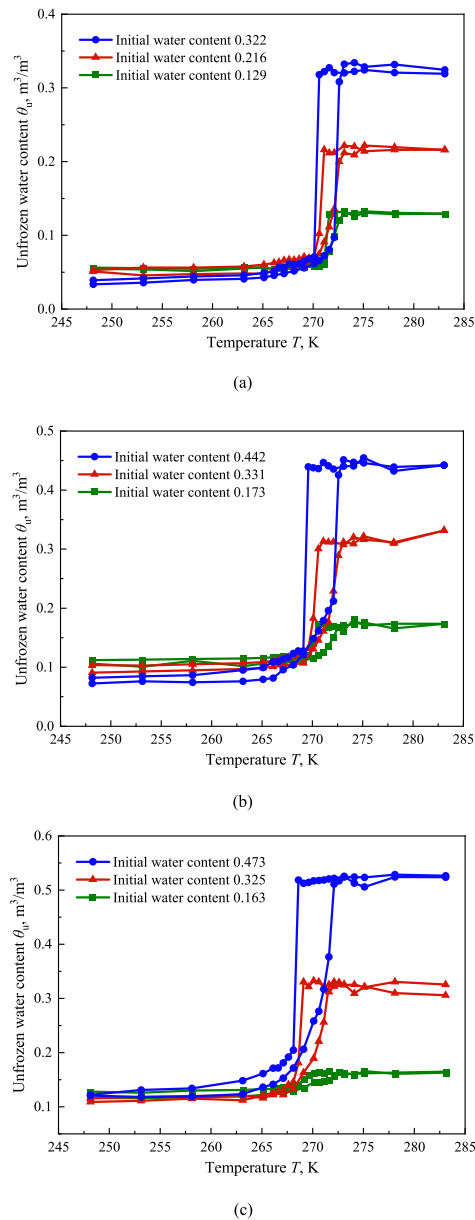 0.4
0.3
0.2
0.1
0.0
Unfrozen water content θu, m³/m³
Initial water content 0.322
Initial water content 0.216
Initial water content 0.129
245 250 255 260 265 270 275 280 285
Temperature T, K
(a)
0.5
0.4
0.3
0.2
0.1
0.0
Unfrozen water content θu, m³/m³
Initial water content 0.442
Initial water content 0.331
Initial water content 0.173
245 250 255 260 265 270 275 280 285
Temperature T, K
(b)
0.6
0.5
0.4
0.3
0.2
0.1
Unfrozen water content θu, m³/m³
Initial water content 0.473
Initial water content 0.325
Initial water content 0.163
245 250 255 260 265 270 275 280 285
Temperature T, K
(c)